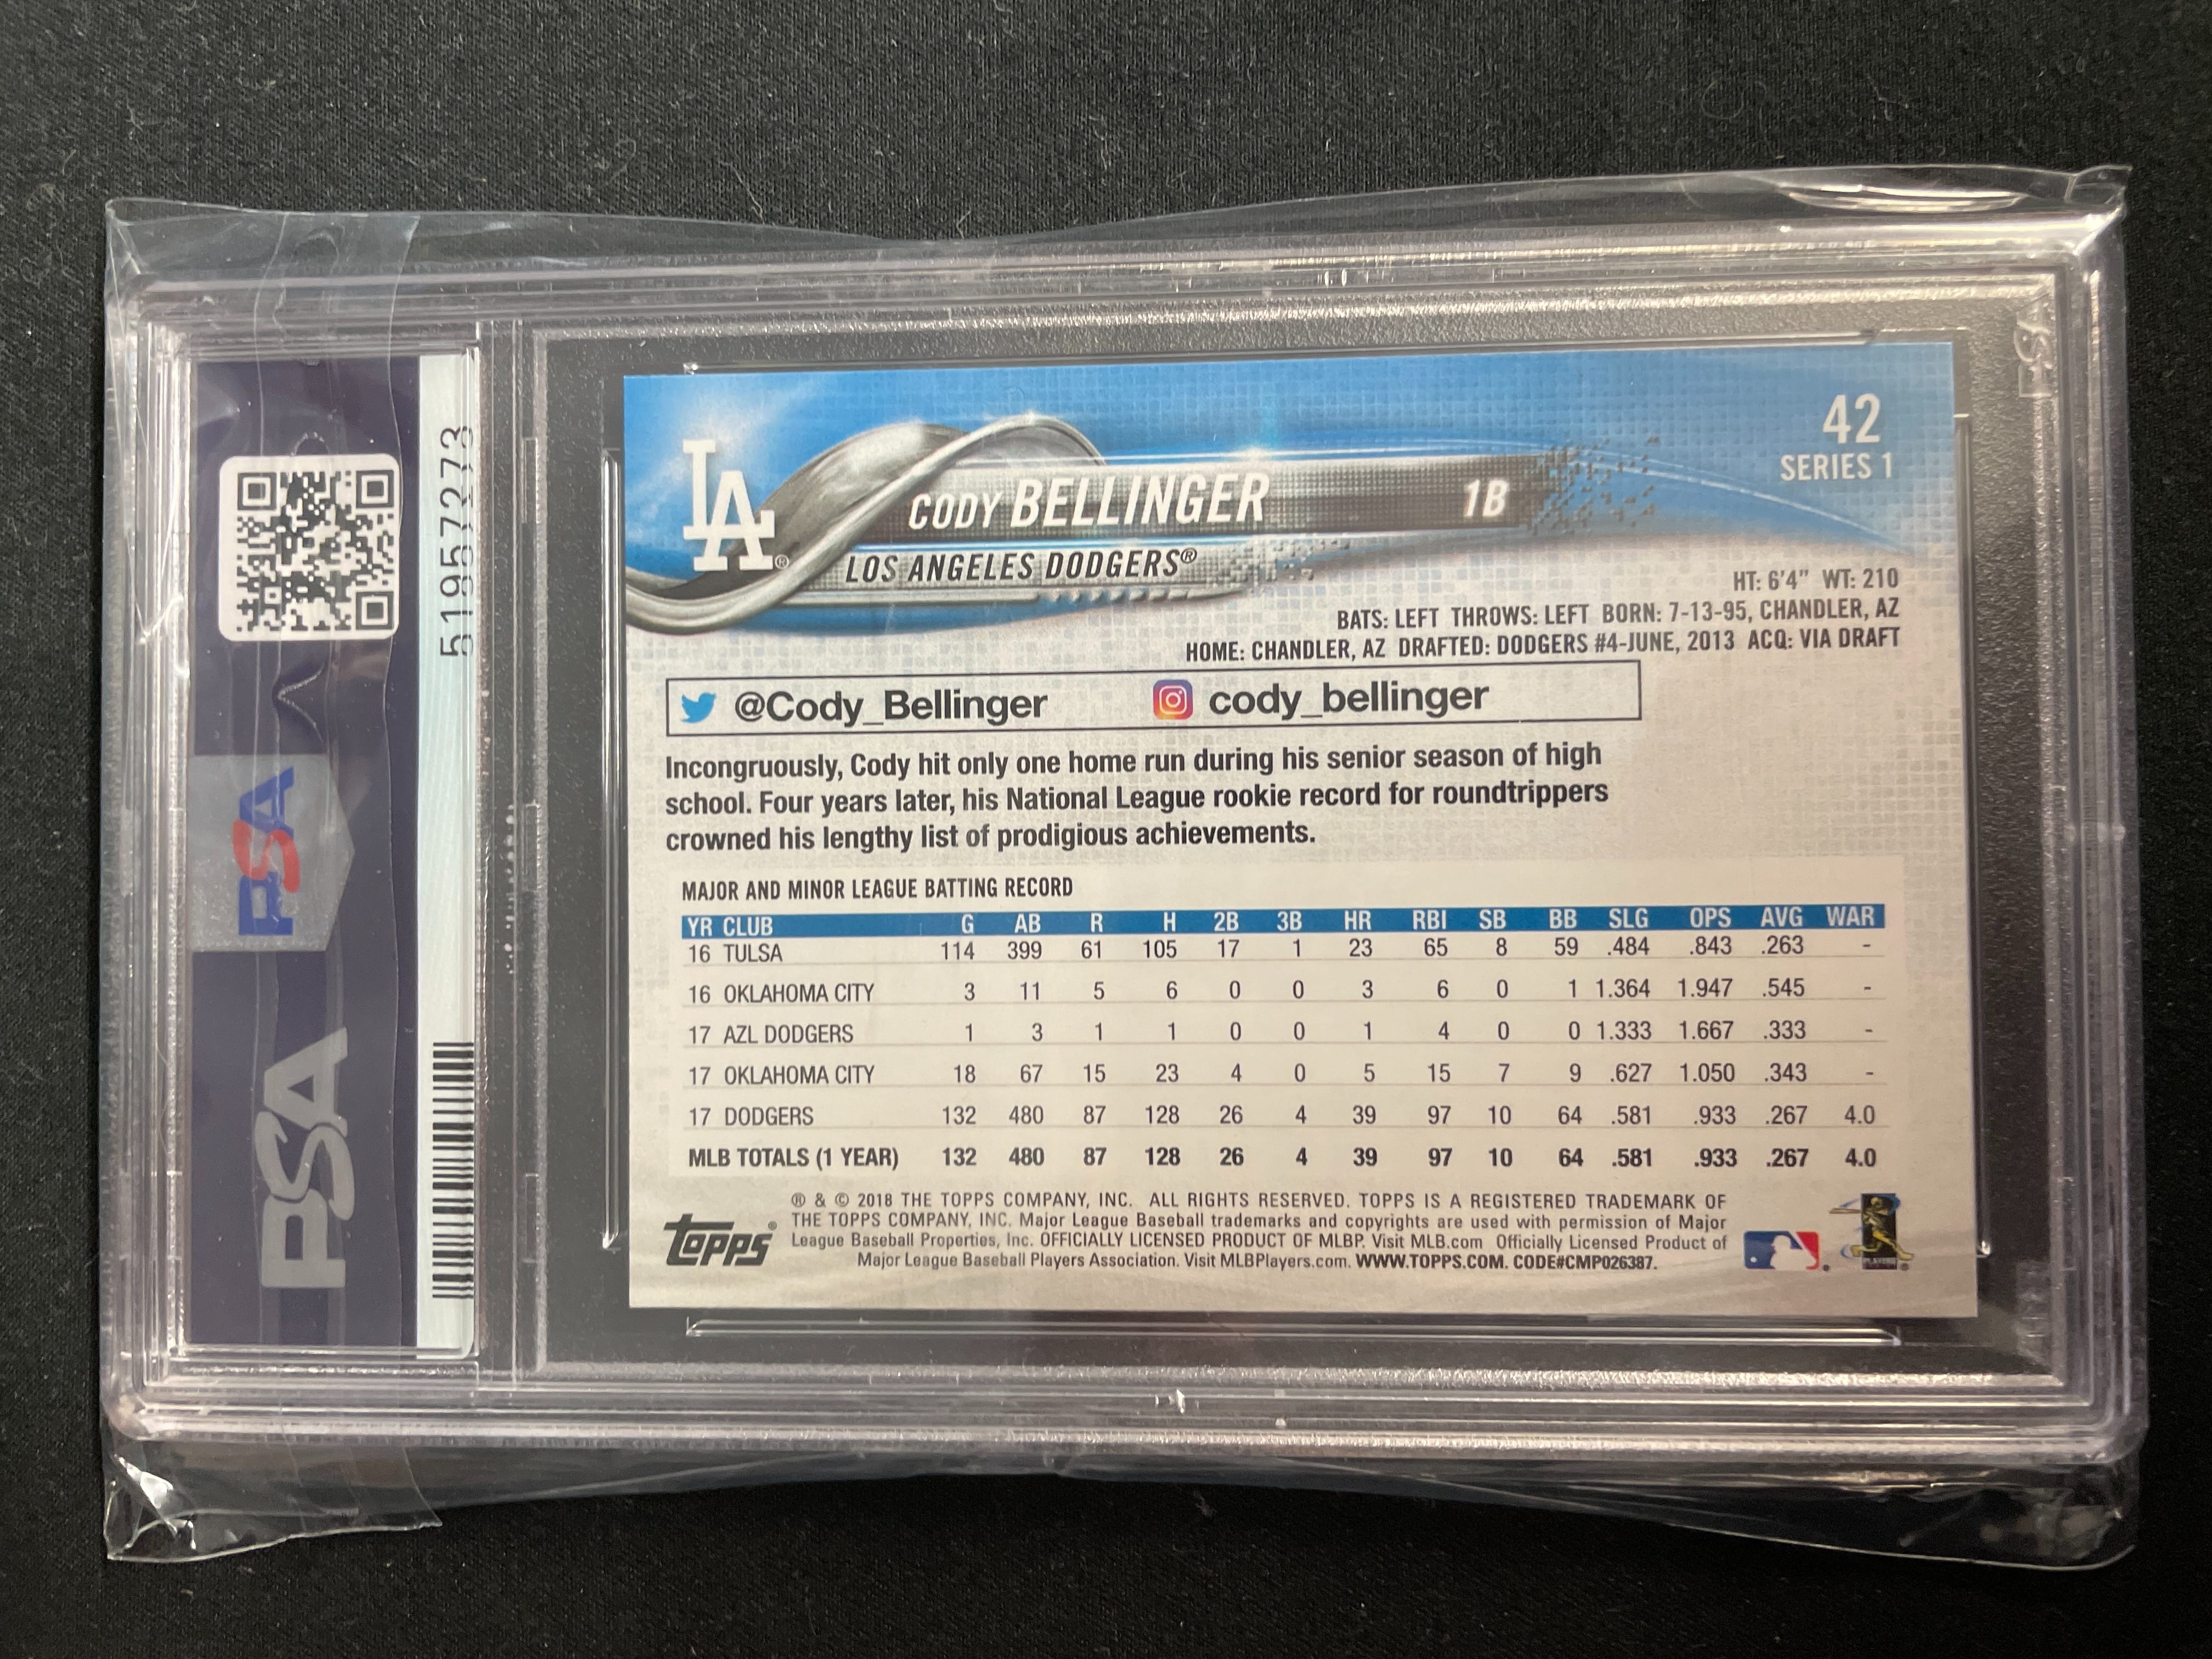 51957273
PSA
PSA
LA
CODY BELLINGER 1B
LOS ANGELES DODGERS®
42
SERIES 1
HT: 6'4" WT: 210
BATS: LEFT THROWS: LEFT BORN: 7-13-95, CHANDLER, AZ
HOME: CHANDLER, AZ DRAFTED: DODGERS #4-JUNE, 2013 ACQ: VIA DRAFT
@Cody_Bellinger cody_bellinger
Incongruously, Cody hit only one home run during his senior season of high
school. Four years later, his National League rookie record for roundtrippers
crowned his lengthy list of prodigious achievements.
MAJOR AND MINOR LEAGUE BATTING RECORD
YR CLUB G AB R H 2B 3B HR RBI SB BB SLG OPS AVG WAR
16 TULSA 114 399 61 105 17 1 23 65 8 59 .484 .843 .263 -
16 OKLAHOMA CITY 3 11 5 6 0 0 3 6 0 1 1.364 1.947 .545 -
17 AZL DODGERS 1 3 1 1 0 0 1 4 0 0 1.333 1.667 .333 -
17 OKLAHOMA CITY 18 67 15 23 4 0 5 15 7 9 .627 1.050 .343 -
17 DODGERS 132 480 87 128 26 4 39 97 10 64 .581 .933 .267 4.0
MLB TOTALS (1 YEAR) 132 480 87 128 26 4 39 97 10 64 .581 .933 .267 4.0
® & © 2018 THE TOPPS COMPANY, INC. ALL RIGHTS RESERVED. TOPPS IS A REGISTERED TRADEMARK OF
THE TOPPS COMPANY, INC. Major League Baseball trademarks and copyrights are used with permission of Major
League Baseball Properties, Inc. OFFICIALLY LICENSED PRODUCT OF MLBP. Visit MLB.com Officially Licensed Product of
Major League Baseball Players Association. Visit MLBPlayers.com. WWW.TOPPS.COM. CODE#CMP026387.
Topps®
PLAYERS
PSA